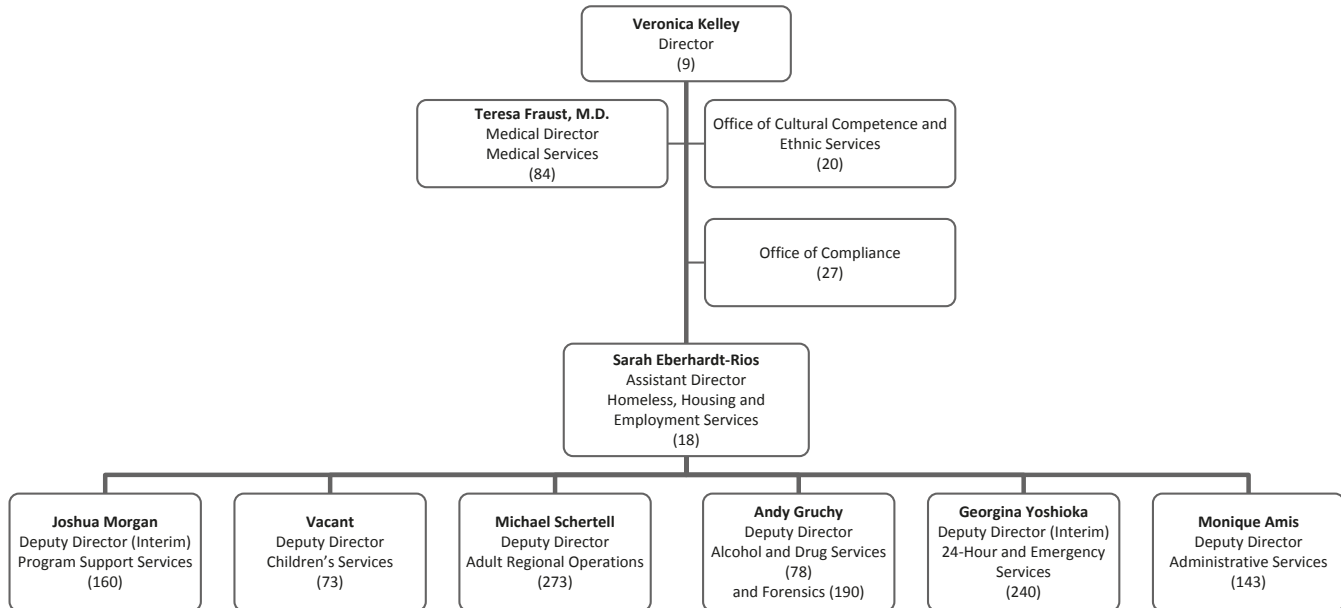 Veronica Kelley
Director
(9)
Teresa Fraust, M.D.
Medical Director
Medical Services
(84)
Office of Cultural Competence and
Ethnic Services
(20)
Office of Compliance
(27)
Sarah Eberhardt-Rios
Assistant Director
Homeless, Housing and
Employment Services
(18)
Joshua Morgan
Deputy Director (Interim)
Program Support Services
(160)
Vacant
Deputy Director
Children’s Services
(73)
Michael Schertell
Deputy Director
Adult Regional Operations
(273)
Andy Gruchy
Deputy Director
Alcohol and Drug Services
(78)
and Forensics (190)
Georgina Yoshioka
Deputy Director (Interim)
24-Hour and Emergency
Services
(240)
Monique Amis
Deputy Director
Administrative Services
(143)